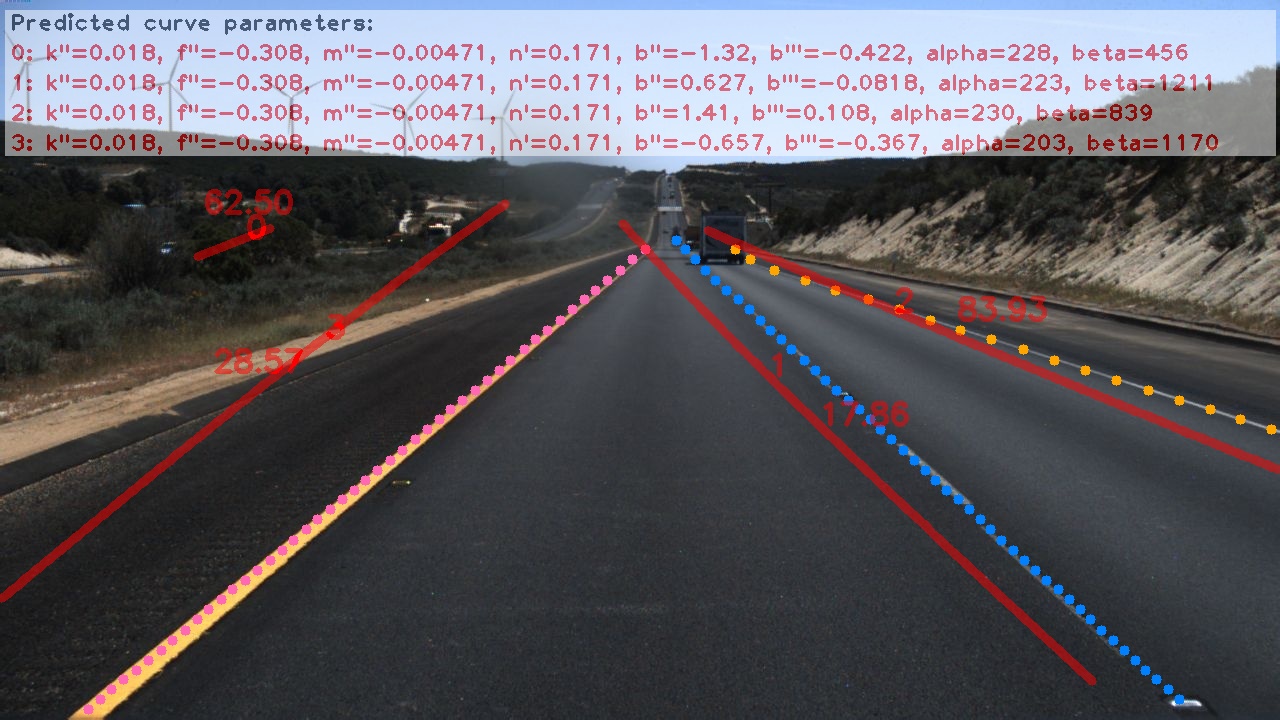 Predicted curve parameters:
0: k''=0.018, f''=-0.308, m''=-0.00471, n'=0.171, b''=-1.32, b'''=-0.422, alpha=228, beta=456
1: k''=0.018, f''=-0.308, m''=-0.00471, n'=0.171, b''=0.627, b'''=-0.0818, alpha=223, beta=1211
2: k''=0.018, f''=-0.308, m''=-0.00471, n'=0.171, b''=1.41, b'''=0.108, alpha=230, beta=839
3: k''=0.018, f''=-0.308, m''=-0.00471, n'=0.171, b''=-0.657, b'''=-0.367, alpha=203, beta=1170
62.50
0
2 83.93
3
28.57
1
17.86